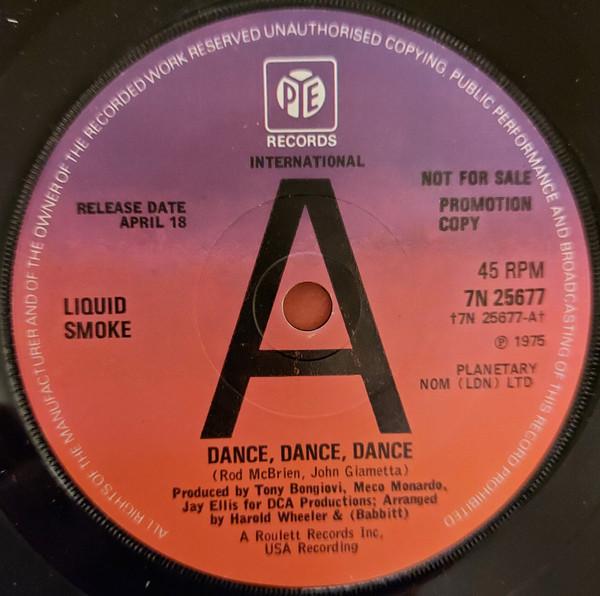 ALL RIGHTS OF THE MANUFACTURER AND OF THE OWNER OF THE RECORDED WORK RESERVED UNAUTHORISED COPYING, PUBLIC PERFORMANCE AND BROADCASTING OF THIS RECORD PROHIBITED
PYE
RECORDS
INTERNATIONAL
RELEASE DATE
APRIL 18
NOT FOR SALE
PROMOTION
COPY
A
LIQUID
SMOKE
45 RPM
7N 25677
†7N 25677-A†
Ⓟ 1975
PLANETARY
NOM (LDN) LTD
DANCE, DANCE, DANCE
(Rod McBrien, John Giametta)
Produced by Tony Bongiovi, Meco Monardo,
Jay Ellis for DCA Productions; Arranged
by Harold Wheeler & (Babbitt)
A Roulett Records Inc,
USA Recording